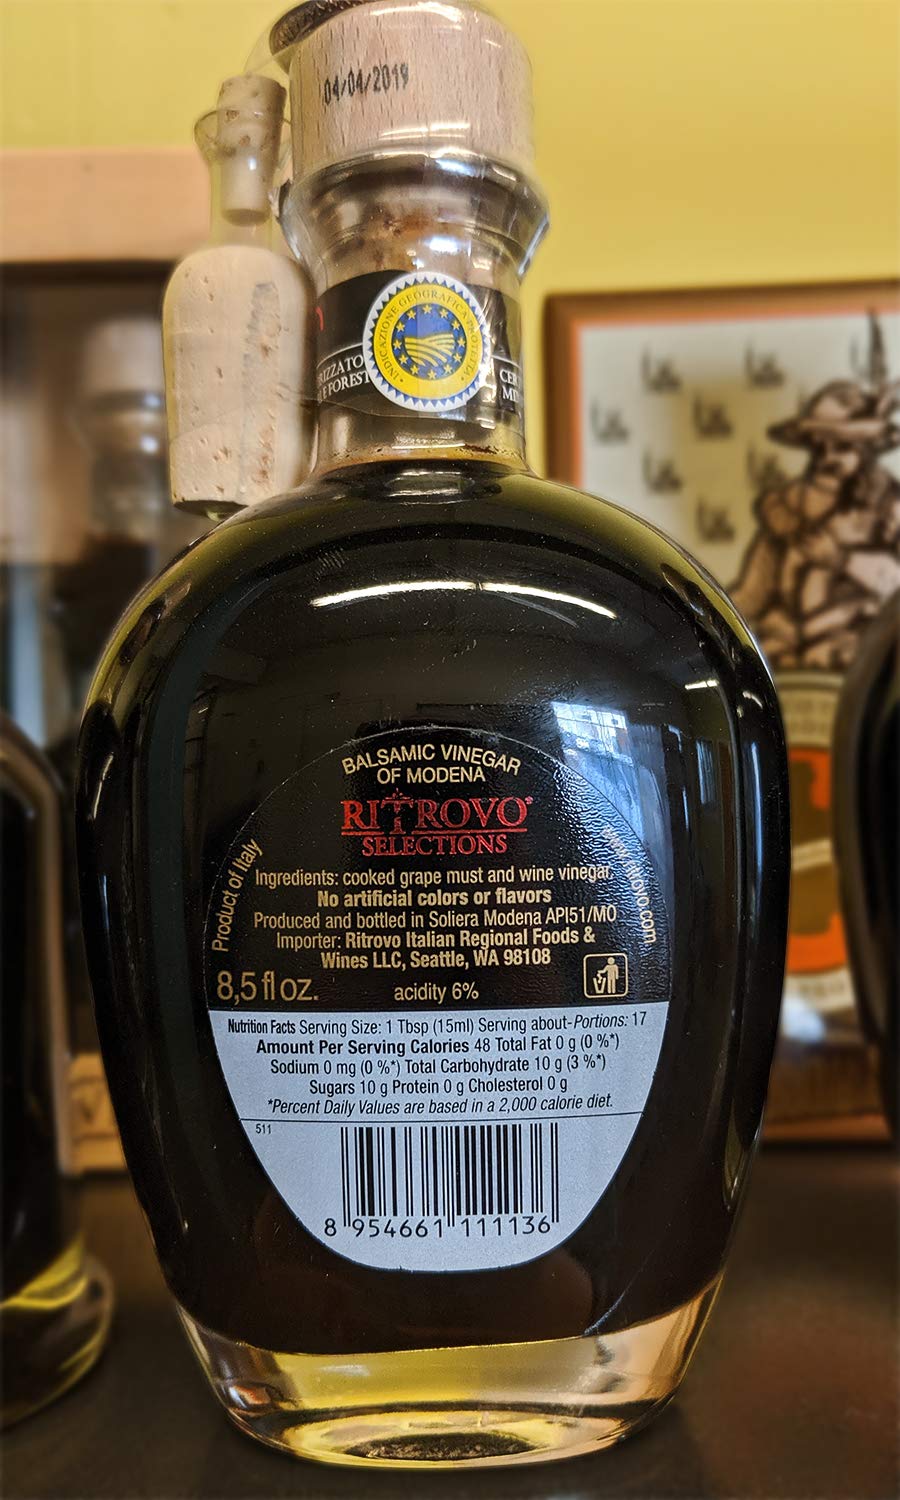 04/04/2019
INDICAZIONE GEOGRAFICA PROTETTA
BALSAMIC VINEGAR
OF MODENA
RITROVO®
SELECTIONS
Product of Italy
Ingredients: cooked grape must and wine vinegar.
No artificial colors or flavors
Produced and bottled in Soliera Modena API51/MO
Importer: Ritrovo Italian Regional Foods &
Wines LLC, Seattle, WA 98108
www.ritrovo.com
8,5 fl oz.
acidity 6%
Nutrition Facts Serving Size: 1 Tbsp (15ml) Serving about-Portions: 17
Amount Per Serving Calories 48 Total Fat 0 g (0 %*)
Sodium 0 mg (0 %*) Total Carbohydrate 10 g (3 %*)
Sugars 10 g Protein 0 g Cholesterol 0 g
*Percent Daily Values are based in a 2,000 calorie diet.
511
8 954661 111136